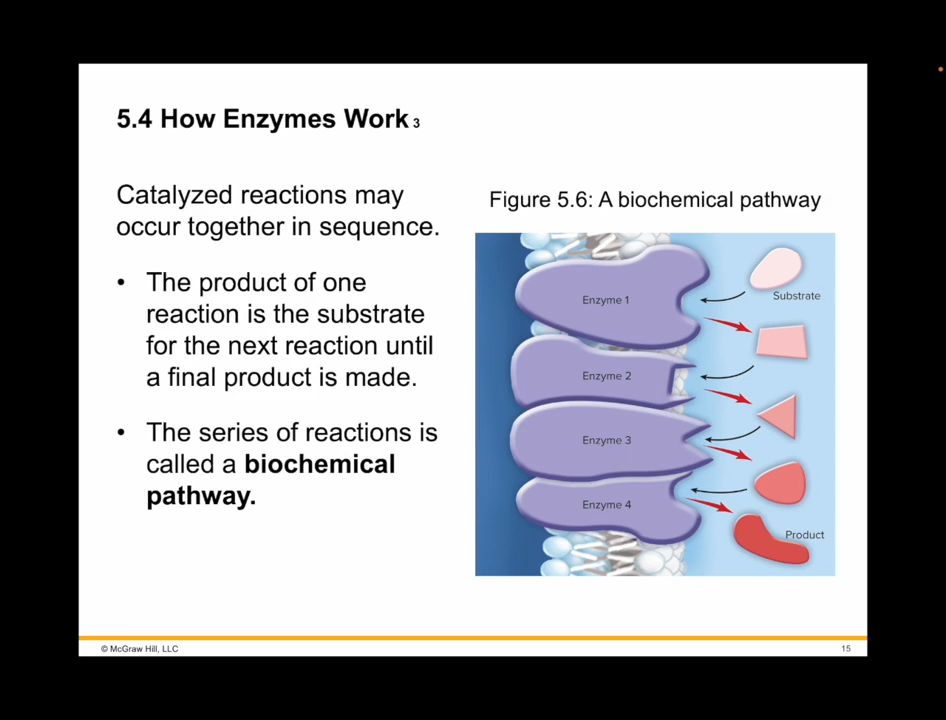 5.4 How Enzymes Work 3
Catalyzed reactions may
occur together in sequence.
• The product of one
reaction is the substrate
for the next reaction until
a final product is made.
• The series of reactions is
called a biochemical
pathway.
Figure 5.6: A biochemical pathway
Enzyme 1
Substrate
Enzyme 2
Enzyme 3
Enzyme 4
Product
© McGraw Hill, LLC
15